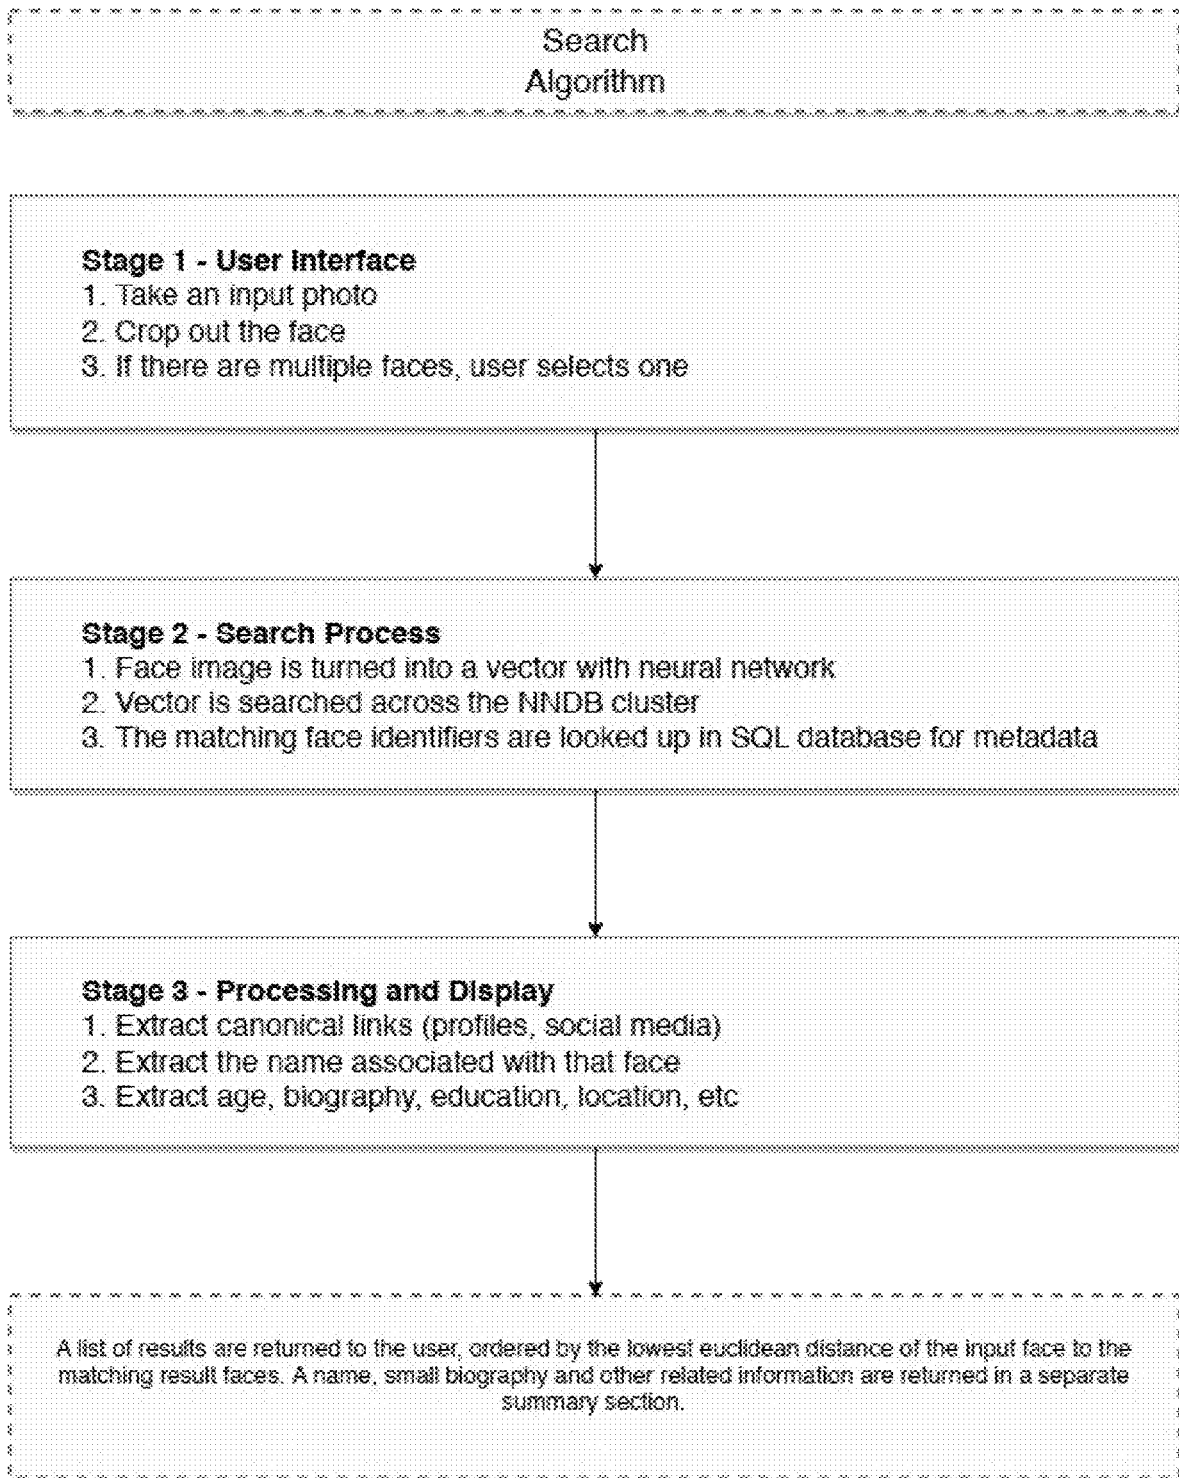 Search
Algorithm
Stage 1 - User Interface
1. Take an input photo
2. Crop out the face
3. If there are multiple faces, user selects one
Stage 2 - Search Process
1. Face image is turned into a vector with neural network
2. Vector is searched across the NNDB cluster
3. The matching face identifiers are looked up in SQL database for metadata
Stage 3 - Processing and Display
1. Extract canonical links (profiles, social media)
2. Extract the name associated with that face
3. Extract age, biography, education, location, etc
A list of results are returned to the user, ordered by the lowest euclidean distance of the input face to the
matching result faces. A name, small biography and other related information are returned in a separate
summary section.